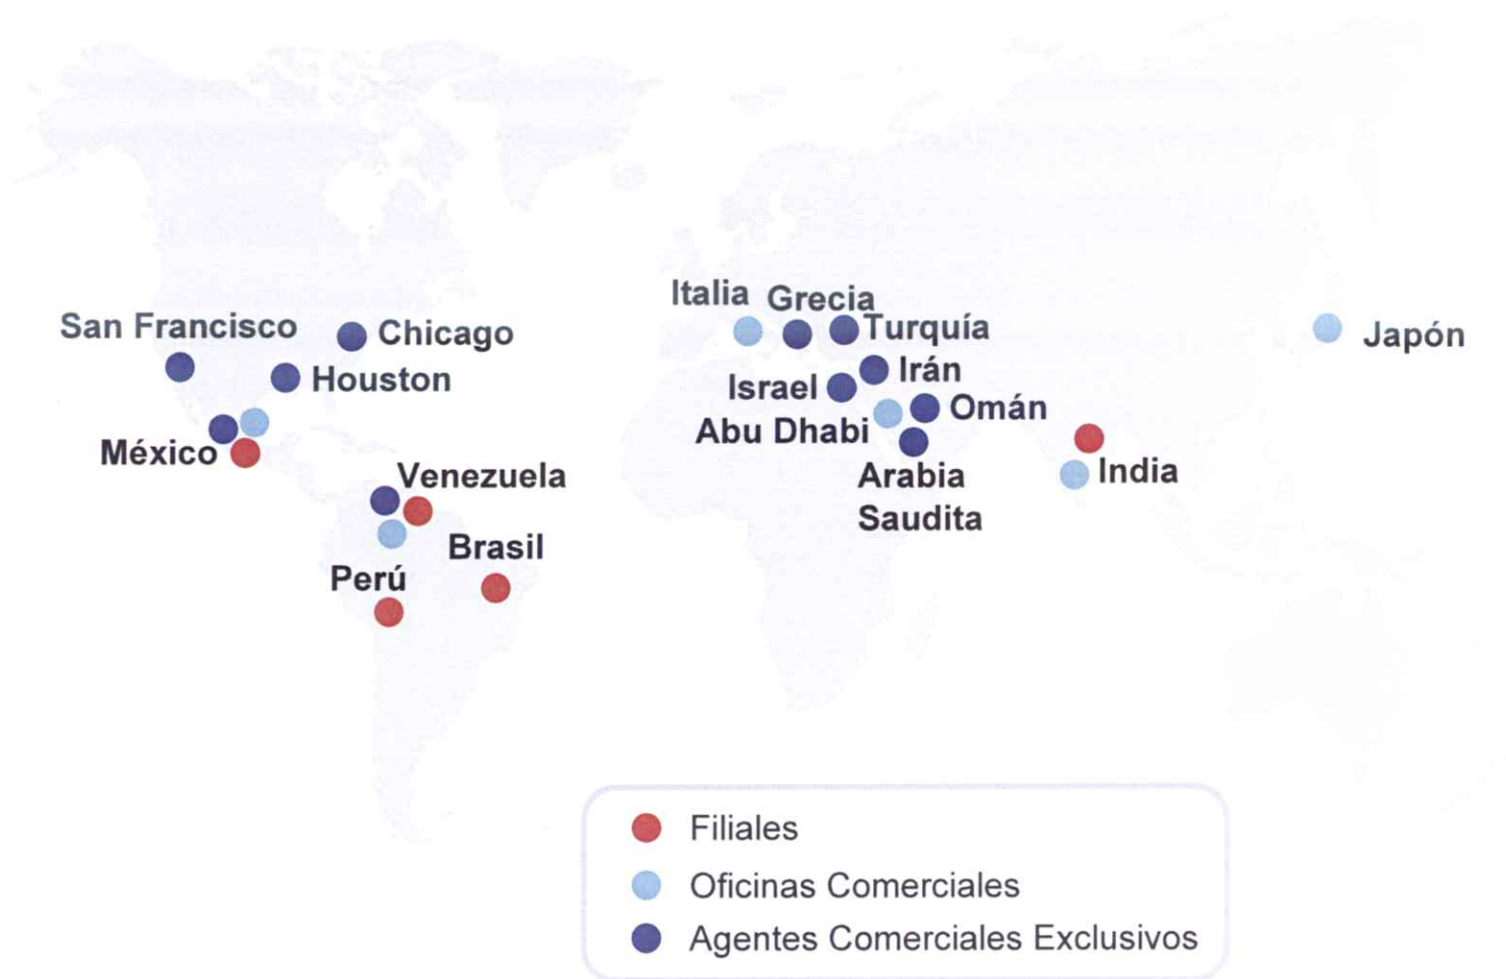 Italia
Grecia
San Francisco
Chicago
Turquía
Japón
Houston
Israel
Irán
Omán
México
Abu Dhabi
Venezuela
Arabia
Saudita
India
Brasil
Perú
Filiales
Oficinas Comerciales
Agentes Comerciales Exclusivos